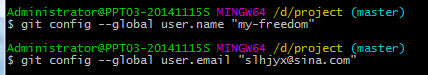 Administrator@PPT03-20141115S MINGW64 /d/project (master)
$ git config --global user.name "my-freedom"
Administrator@PPT03-20141115S MINGW64 /d/project (master)
$ git config --global user.email "slhjyx@sina.com"